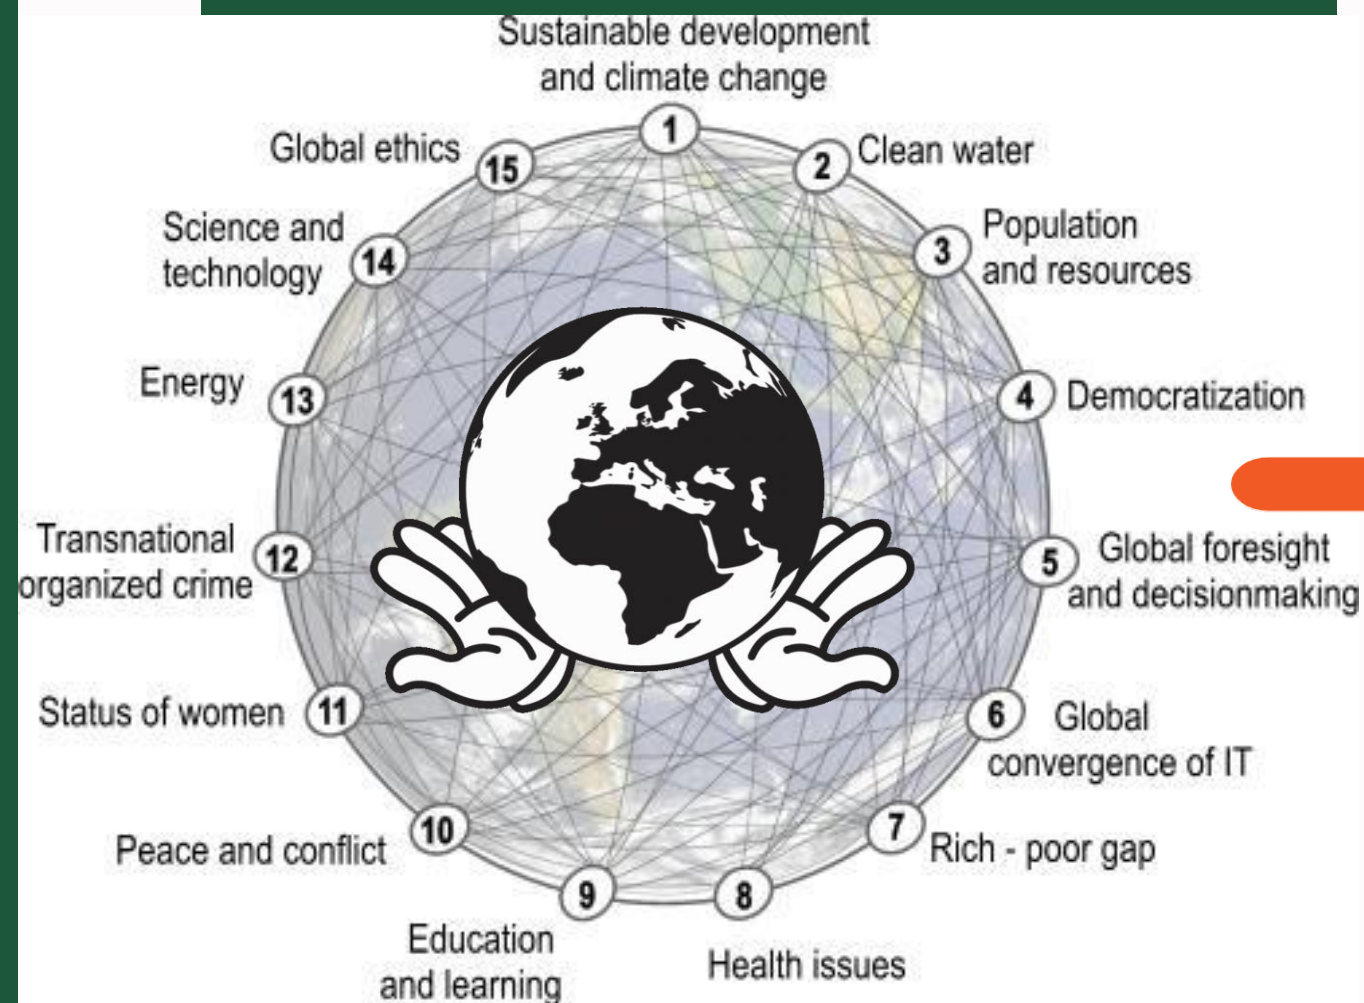 Sustainable development
and climate change
1
2
Clean water
3
Population
and resources
4
Democratization
5
Global foresight
and decisionmaking
6
Global
convergence of IT
7
Rich - poor gap
8
Health issues
9
Education
and learning
10
Peace and conflict
11
Status of women
12
Transnational
organized crime
13
Energy
14
Science and
technology
15
Global ethics